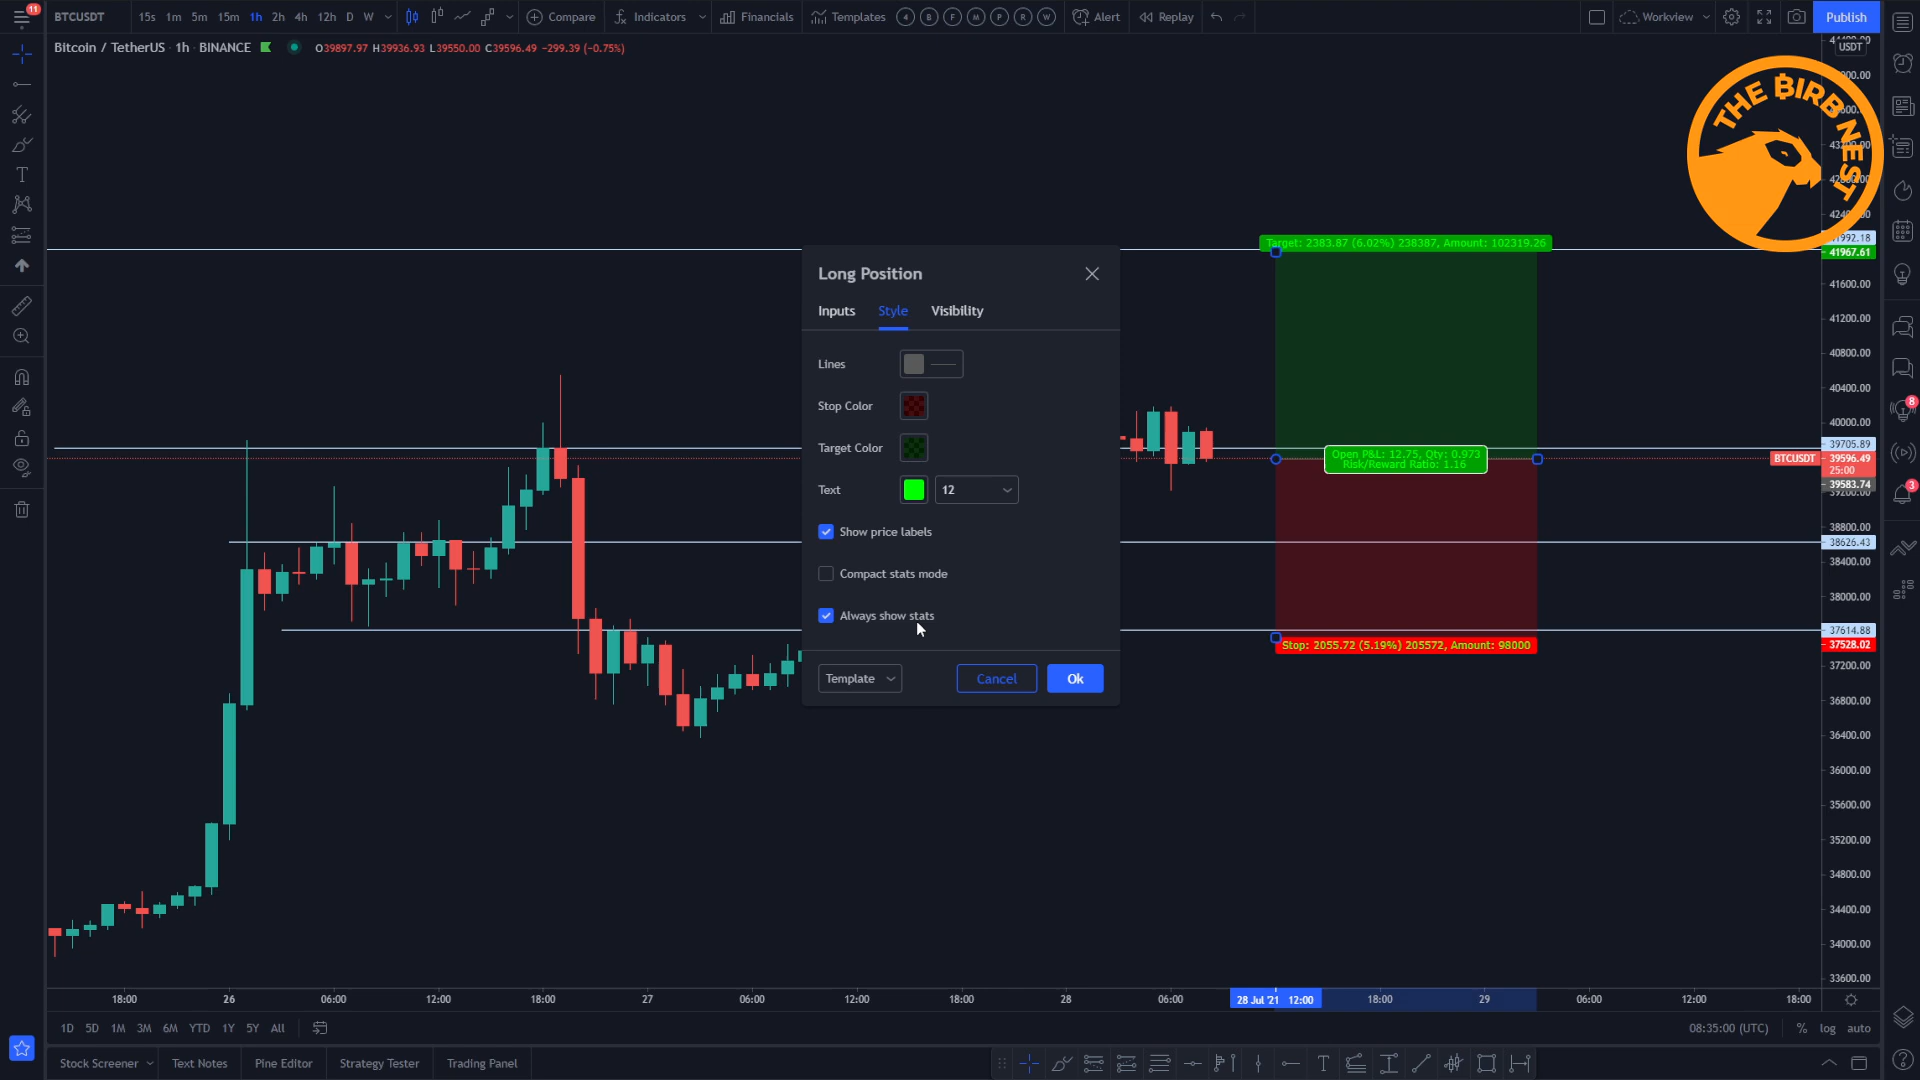 11
BTCUSDT 15s 1m 5m 15m 1h 2h 4h 12h D W Compare Indicators Financials Templates 4 B F M P R W Alert Replay Workview Publish
Bitcoin / TetherUS · 1h · BINANCE O39897.97 H39936.93 L39550.00 C39596.49 -299.39 (-0.75%)
USDT
THE BIRB NEST
Target: 2383.87 (6.02%) 238387, Amount: 102319.26
41967.61
Long Position
Inputs Style Visibility
41600.00
41200.00
Lines
40800.00
40400.00
Stop Color
8
40000.00
Target Color
39705.89
Open P&L: 12.75, Qty: 0.973
Risk/Reward Ratio: 1.16
BTCUSDT 39596.49
25:00
39583.74
Text 12
3
Show price labels
38800.00
38626.43
38400.00
Compact stats mode
38000.00
Always show stats
37614.88
Stop: 2055.72 (5.19%) 205572, Amount: 98000
37528.02
37200.00
Template Cancel Ok
36800.00
36400.00
36000.00
35600.00
35200.00
34800.00
34400.00
34000.00
33600.00
18:00 26 06:00 12:00 18:00 27 06:00 12:00 18:00 28 06:00 28 Jul '21 12:00 18:00 29 06:00 12:00 18:00
1D 5D 1M 3M 6M YTD 1Y 5Y All 08:35:00 (UTC) % log auto
Stock Screener Text Notes Pine Editor Strategy Tester Trading Panel